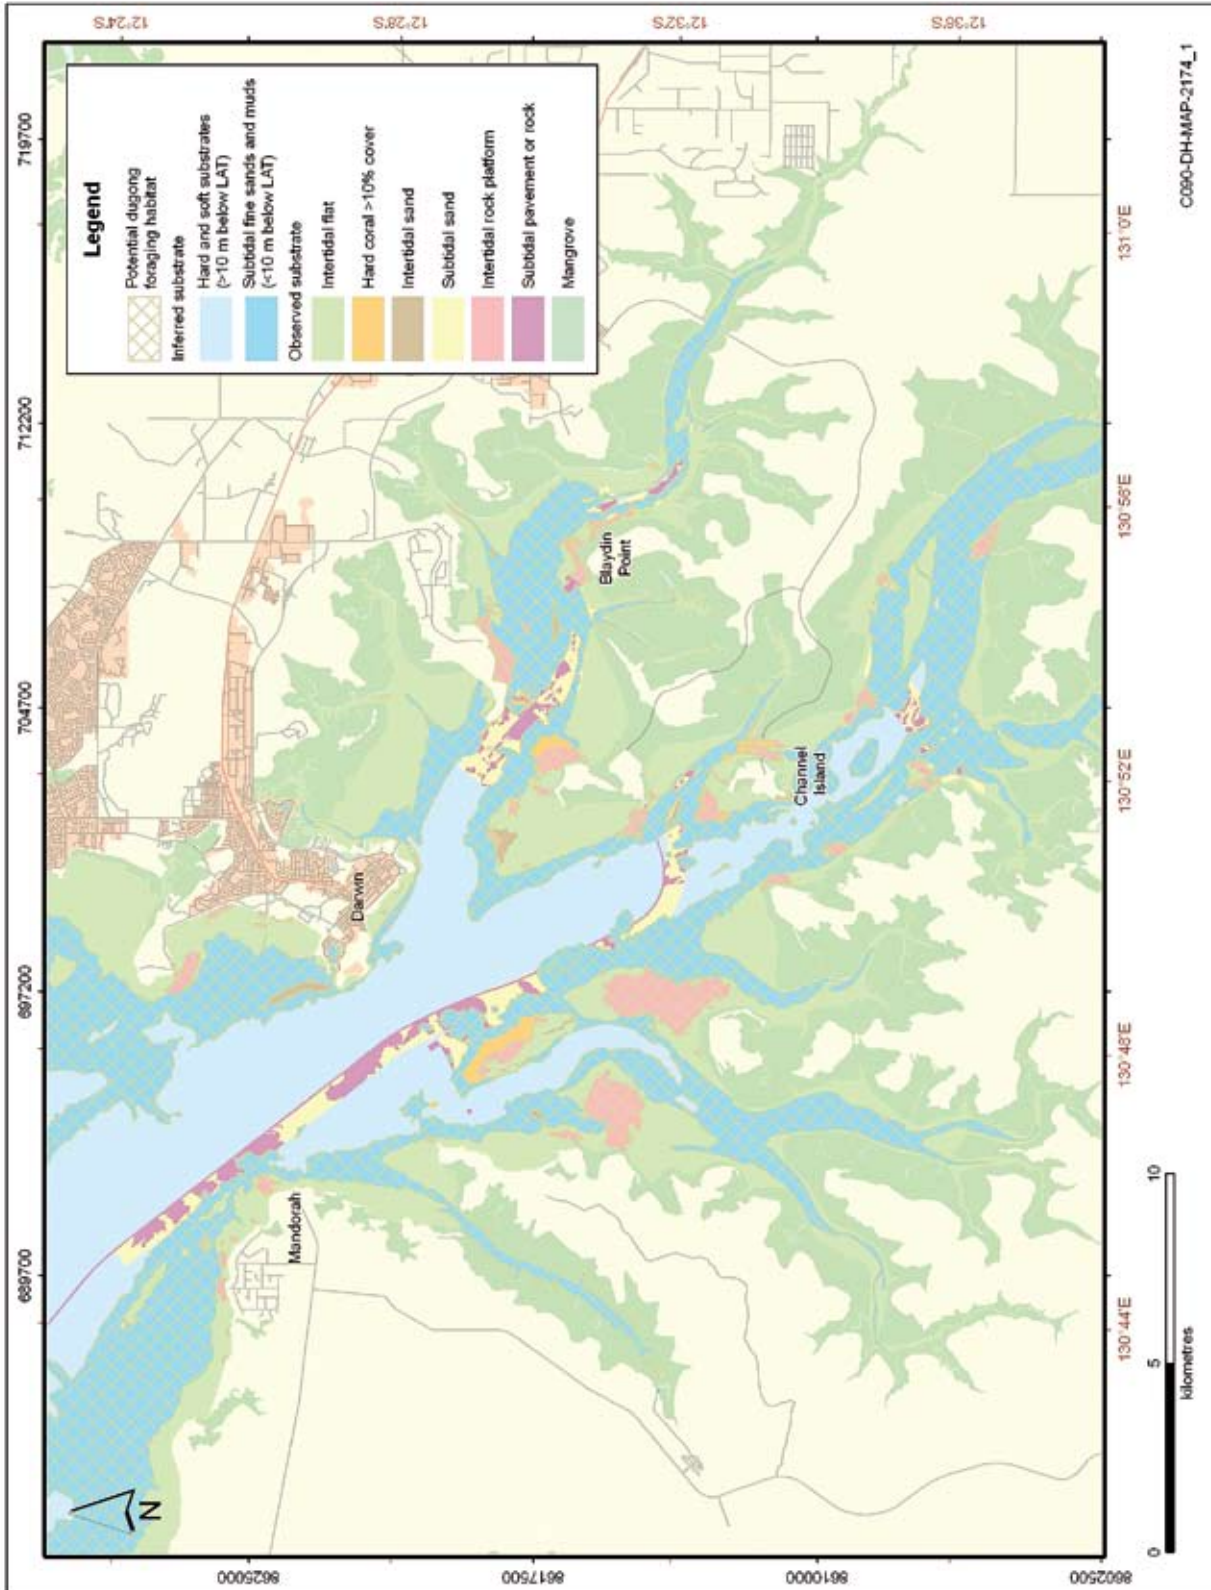 12°24'S
12°28'S
12°32'S
12°36'S
719700
712200
704700
697200
689700
Legend
Potential dugong
foraging habitat
Inferred substrate
Hard and soft substrates
(>10 m below LAT)
Subtidal fine sands and muds
(<10 m below LAT)
Observed substrate
Intertidal flat
Hard coral >10% cover
Intertidal sand
Subtidal sand
Intertidal rock platform
Subtidal pavement or rock
Mangrove
Darwin
Blaydin
Point
Channel
Island
Mandorah
N
131°0'E
130°56'E
130°52'E
130°48'E
130°44'E
8625000
8617500
8610000
8602500
0
5
10
kilometres
C090-DH-MAP-2174_1